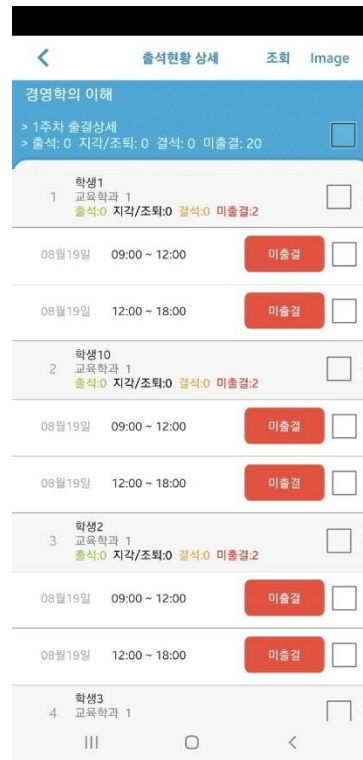 출석현황 상세 조회 Image
경영학의 이해
> 1주차 출결상세
> 출석: 0 지각/조퇴: 0 결석: 0 미출결: 20
1
학생1
교육학과 1
출석:0 지각/조퇴:0 결석:0 미출결:2
08월19일 09:00 ~ 12:00 미출결
08월19일 12:00 ~ 18:00 미출결
2
학생10
교육학과 1
출석:0 지각/조퇴:0 결석:0 미출결:2
08월19일 09:00 ~ 12:00 미출결
08월19일 12:00 ~ 18:00 미출결
3
학생2
교육학과 1
출석:0 지각/조퇴:0 결석:0 미출결:2
08월19일 09:00 ~ 12:00 미출결
08월19일 12:00 ~ 18:00 미출결
4
학생3
교육학과 1